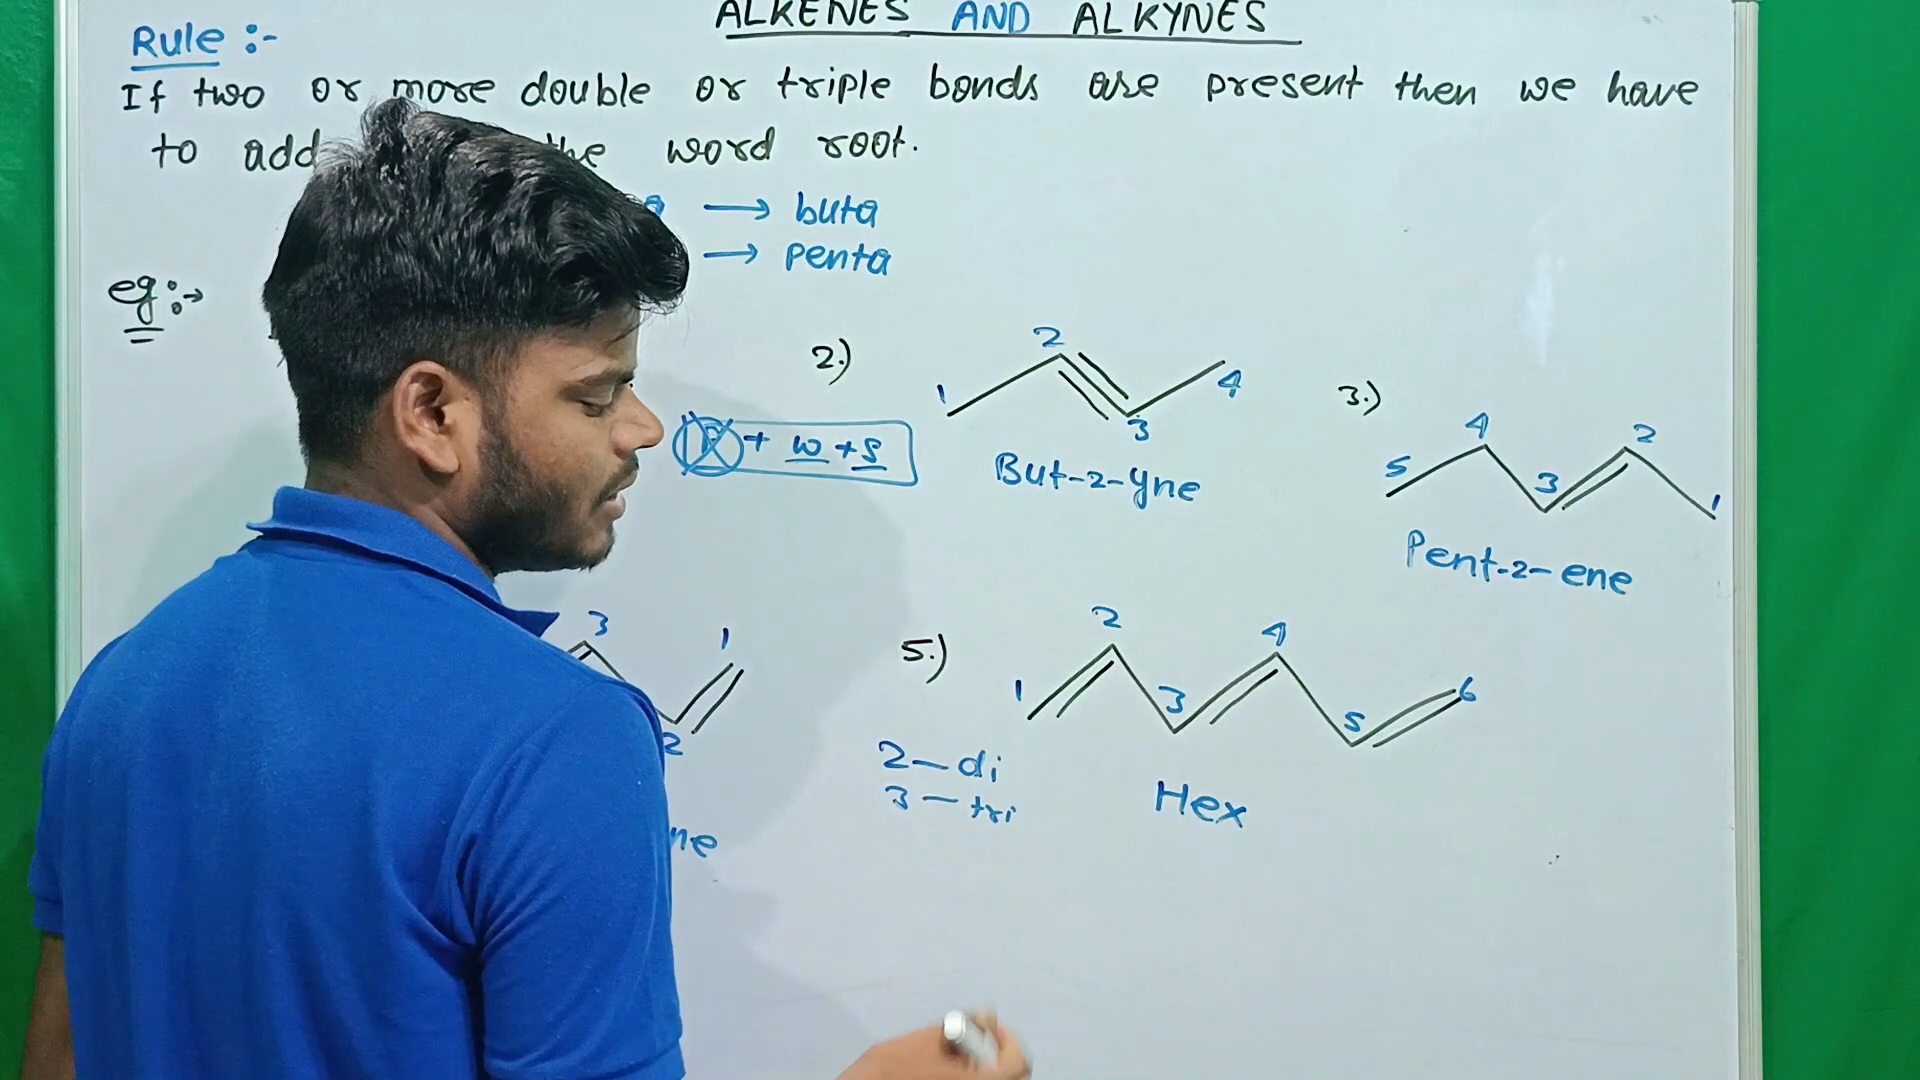 ALKENES AND ALKYNES
Rule :-
If two or more double or triple bonds are present then we have
to add the word root.
→ buta
→ penta
eg:→
2.)
1 2 3 4
+ w + S
But-2-yne
3.)
5 4 3 2 1
Pent-2-ene
3 1
2
ne
5.)
1 2 3 4 5 6
2 — di
3 — tri
Hex